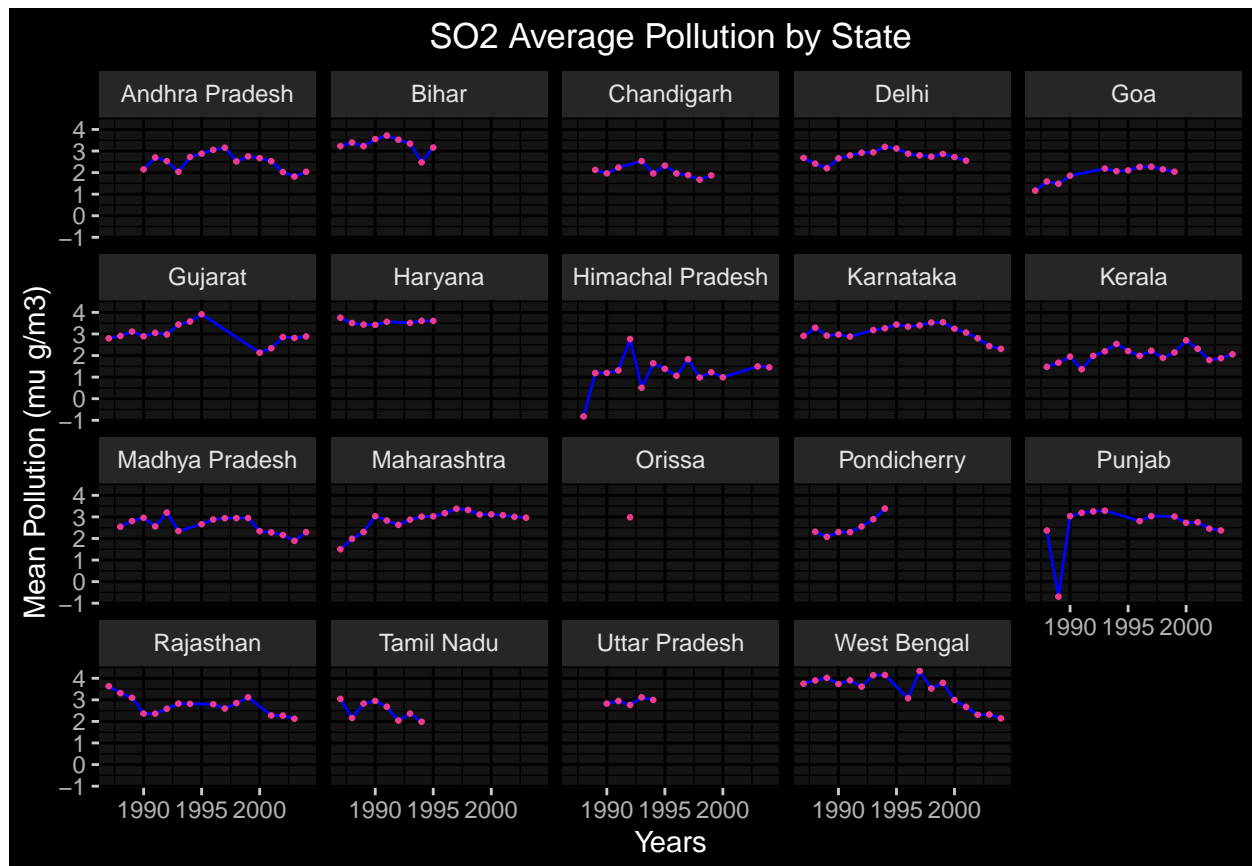 SO2 Average Pollution by State
Andhra Pradesh Bihar Chandigarh Delhi Goa
4
3
2
1
0
−1
Gujarat Haryana Himachal Pradesh Karnataka Kerala
4
3
2
1
0
−1
Madhya Pradesh Maharashtra Orissa Pondicherry Punjab
4
3
2
1
0
−1
1990 1995 2000
Rajasthan Tamil Nadu Uttar Pradesh West Bengal
4
3
2
1
0
−1
1990 1995 2000 1990 1995 2000 1990 1995 2000 1990 1995 2000
Years
Mean Pollution (mu g/m3)